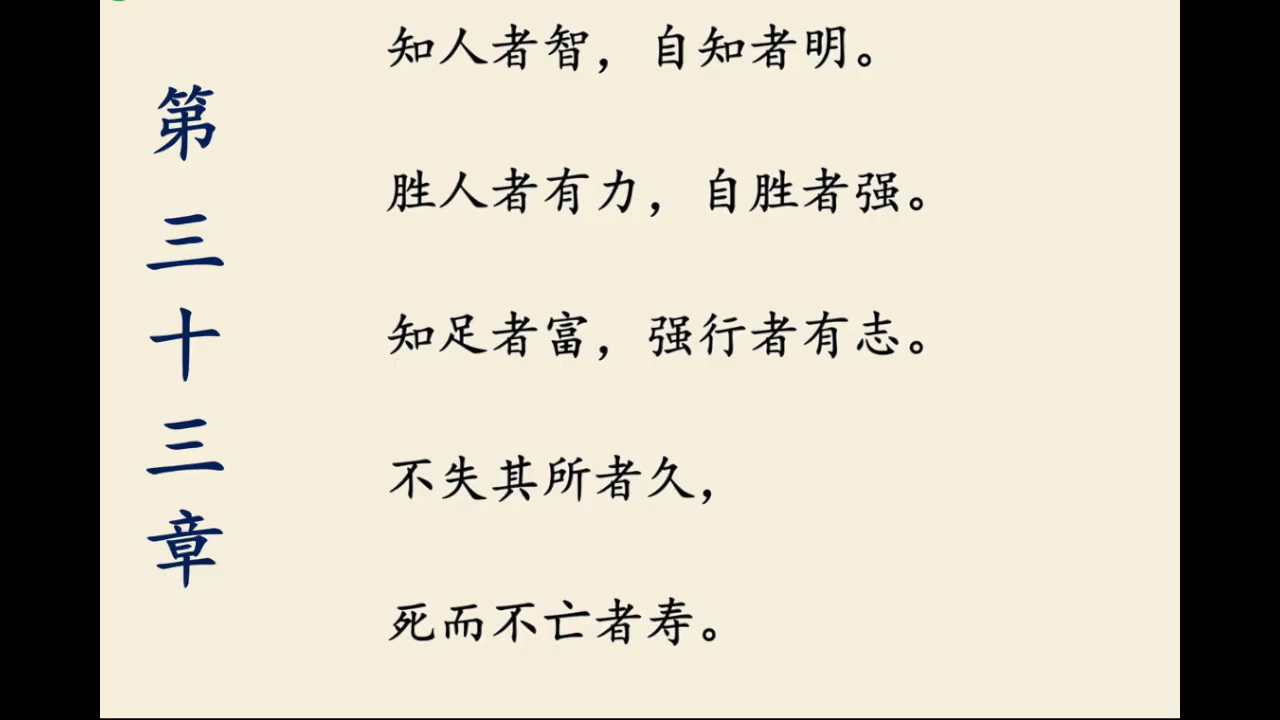 第三十三章
知人者智，自知者明。
胜人者有力，自胜者强。
知足者富，强行者有志。
不失其所者久，
死而不亡者寿。